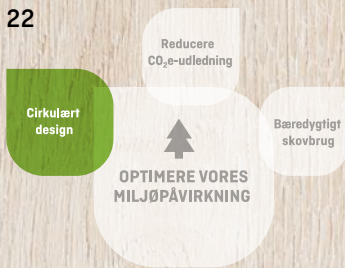 22
Reducere
CO₂e-udledning
Cirkulært
design
Bæredygtigt
skovbrug
OPTIMERE VORES
MILJØPÅVIRKNING